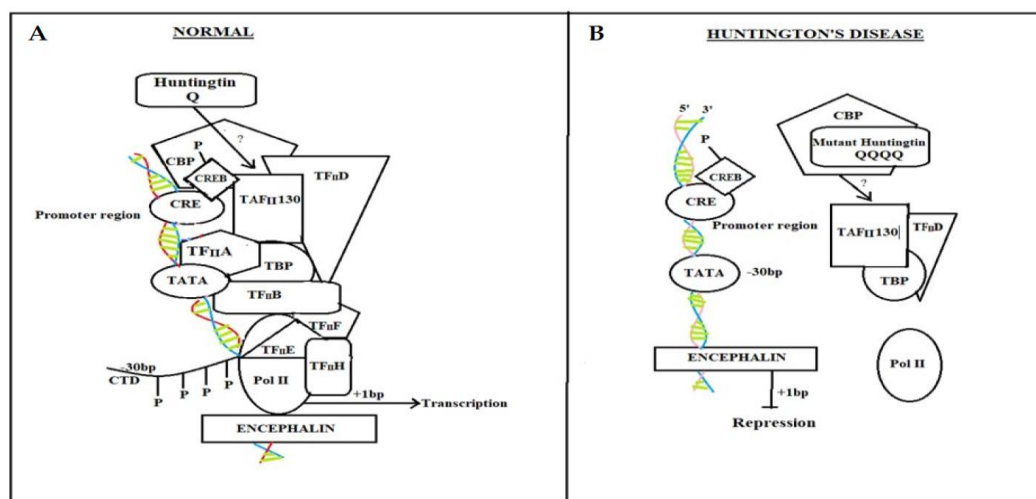 A
NORMAL
Huntingtin
Q
?
P
CBP
CREB
TFIID
TAFII130
CRE
Promoter region
TFIIA
TBP
TATA
TFIIB
TFIIF
TFIIE
TFIIH
-30bp
CTD
P
P
P
P
Pol II
+1bp
Transcription
ENCEPHALIN
B
HUNTINGTON'S DISEASE
5'
3'
P
CBP
Mutant Huntingtin
QQQQ
CREB
?
CRE
Promoter region
TAFII130
TFIID
TATA
-30bp
TBP
ENCEPHALIN
Pol II
+1bp
Repression